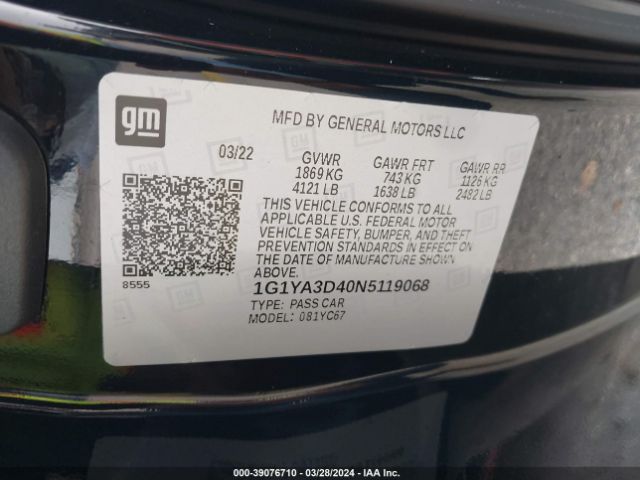 gm
MFD BY GENERAL MOTORS LLC
03/22 GVWR GAWR FRT GAWR RR
1869 KG 743 KG 1126 KG
4121 LB 1638 LB 2482 LB
THIS VEHICLE CONFORMS TO ALL
APPLICABLE U.S. FEDERAL MOTOR
VEHICLE SAFETY, BUMPER, AND THEFT
PREVENTION STANDARDS IN EFFECT ON
THE DATE OF MANUFACTURE SHOWN
ABOVE.
8555
1G1YA3D40N5119068
TYPE: PASS CAR
MODEL: 081YC67
000-39076710 | 03/28/2024 | IAAI.COM